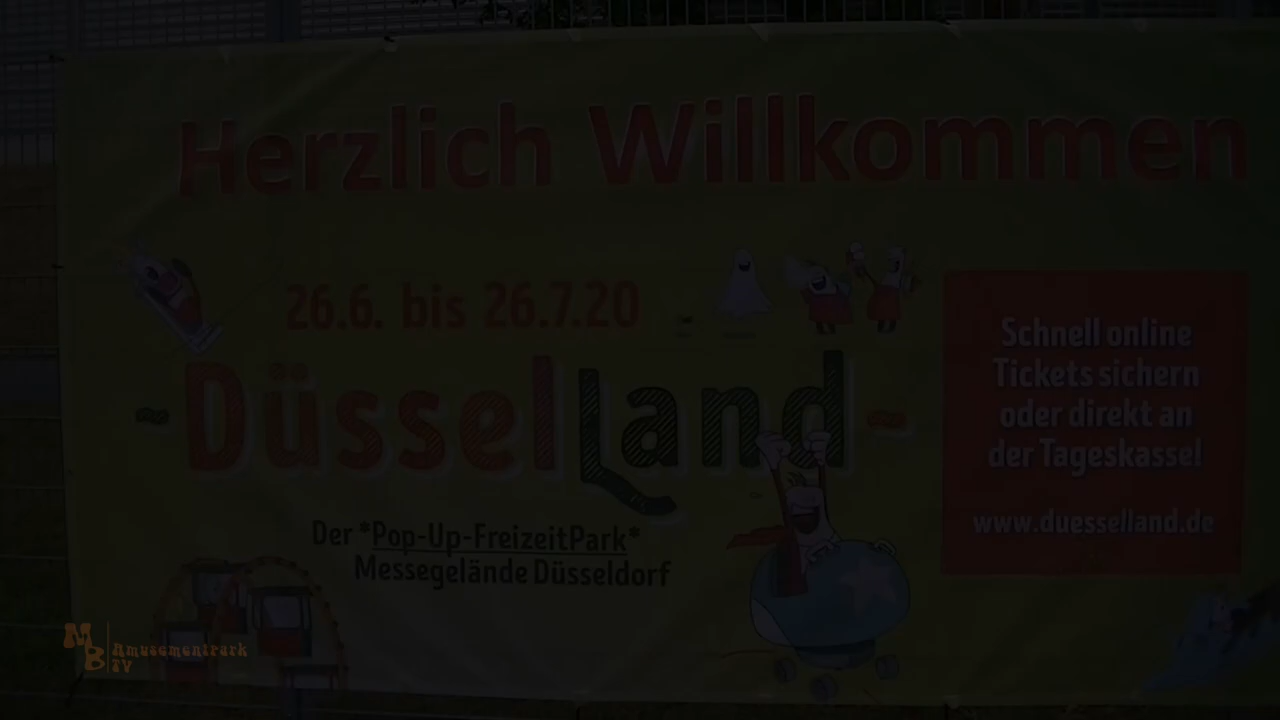 Herzlich Willkommen
26.6. bis 26.7.20
~Düsselland~
Der *Pop-Up-FreizeitPark*
Messegelände Düsseldorf
Schnell online
Tickets sichern
oder direkt an
der Tageskasse!
www.duesselland.de
MB Amusementpark
TV